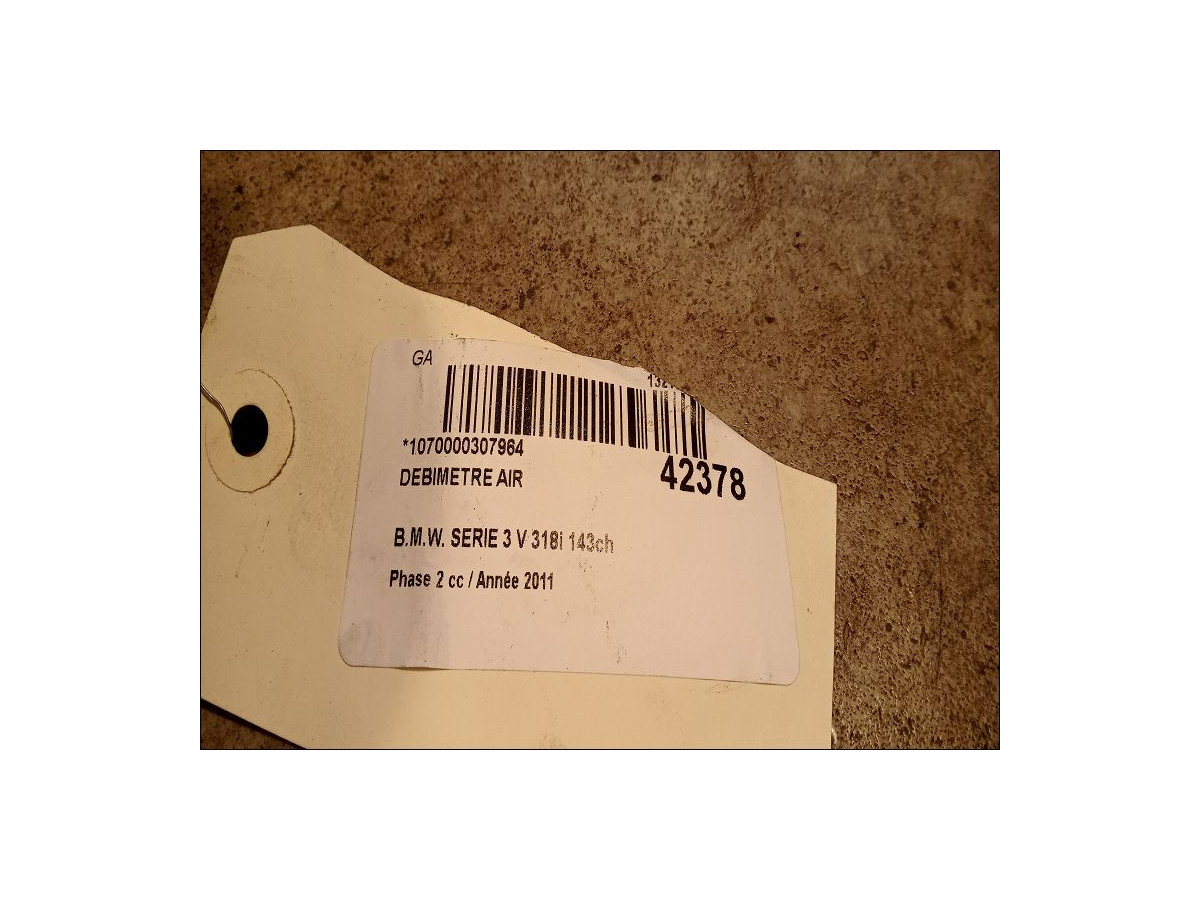 GA
*1070000307964
DEBIMETRE AIR
42378
B.M.W. SERIE 3 V 318i 143ch
Phase 2 cc / Année 2011